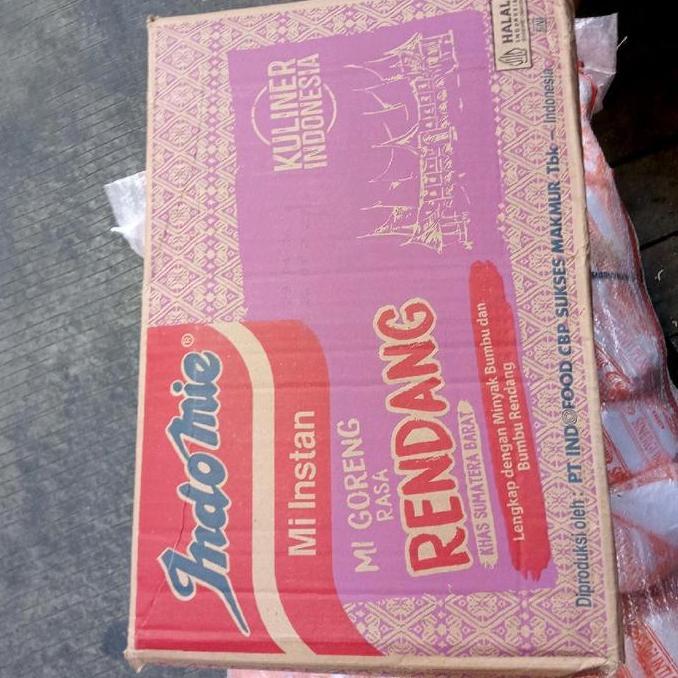 Indomie®
Mi Instan
KULINER
INDONESIA
MI GORENG
RASA
RENDANG
KHAS SUMATERA BARAT
Lengkap dengan Minyak Bumbu dan
Bumbu Rendang
HALAL
INDONESIA
Diproduksi oleh : PT INDOFOOD CBP SUKSES MAKMUR Tbk – Indonesia